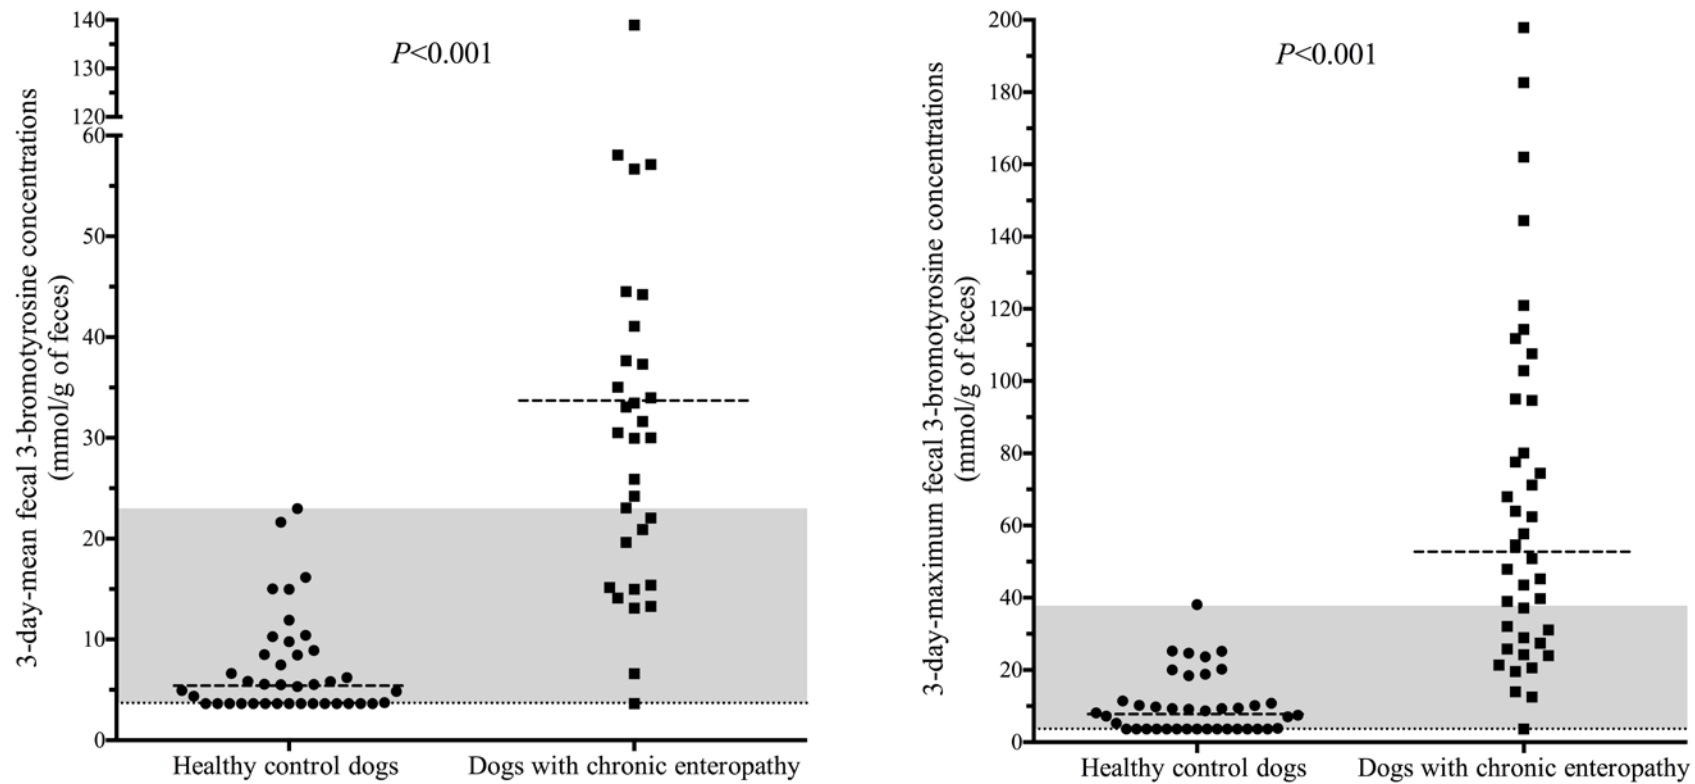 3-day-mean fecal 3-bromotyrosine concentrations
(mmol/g of feces)
140
130
120
60
50
40
30
20
10
0
P<0.001
Healthy control dogs
Dogs with chronic enteropathy
3-day-maximum fecal 3-bromotyrosine concentrations
(mmol/g of feces)
200
180
160
140
120
100
80
60
40
20
0
P<0.001
Healthy control dogs
Dogs with chronic enteropathy